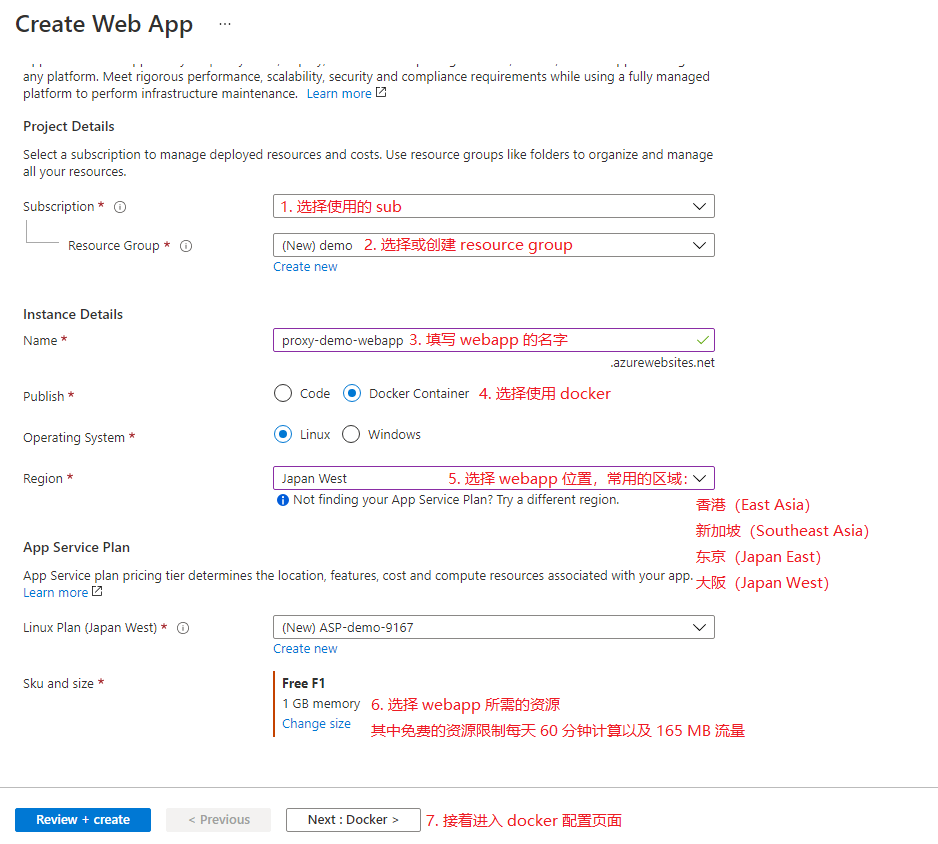 Create Web App ...
any platform. Meet rigorous performance, scalability, security and compliance requirements while using a fully managed
platform to perform infrastructure maintenance. Learn more
Project Details
Select a subscription to manage deployed resources and costs. Use resource groups like folders to organize and manage
all your resources.
Subscription * 1. 选择使用的 sub
Resource Group * (New) demo 2. 选择或创建 resource group
Create new
Instance Details
Name * proxy-demo-webapp 3. 填写 webapp 的名字
.azurewebsites.net
Publish * Code Docker Container 4. 选择使用 docker
Operating System * Linux Windows
Region * Japan West 5. 选择 webapp 位置，常用的区域：
Not finding your App Service Plan? Try a different region.
香港（East Asia)
新加坡（Southeast Asia)
东京（Japan East)
大阪（Japan West)
App Service Plan
App Service plan pricing tier determines the location, features, cost and compute resources associated with your app.
Learn more
Linux Plan (Japan West) * (New) ASP-demo-9167
Create new
Sku and size * Free F1
1 GB memory 6. 选择 webapp 所需的资源
Change size 其中免费的资源限制每天 60 分钟计算以及 165 MB 流量
Review + create < Previous Next : Docker > 7. 接着进入 docker 配置页面